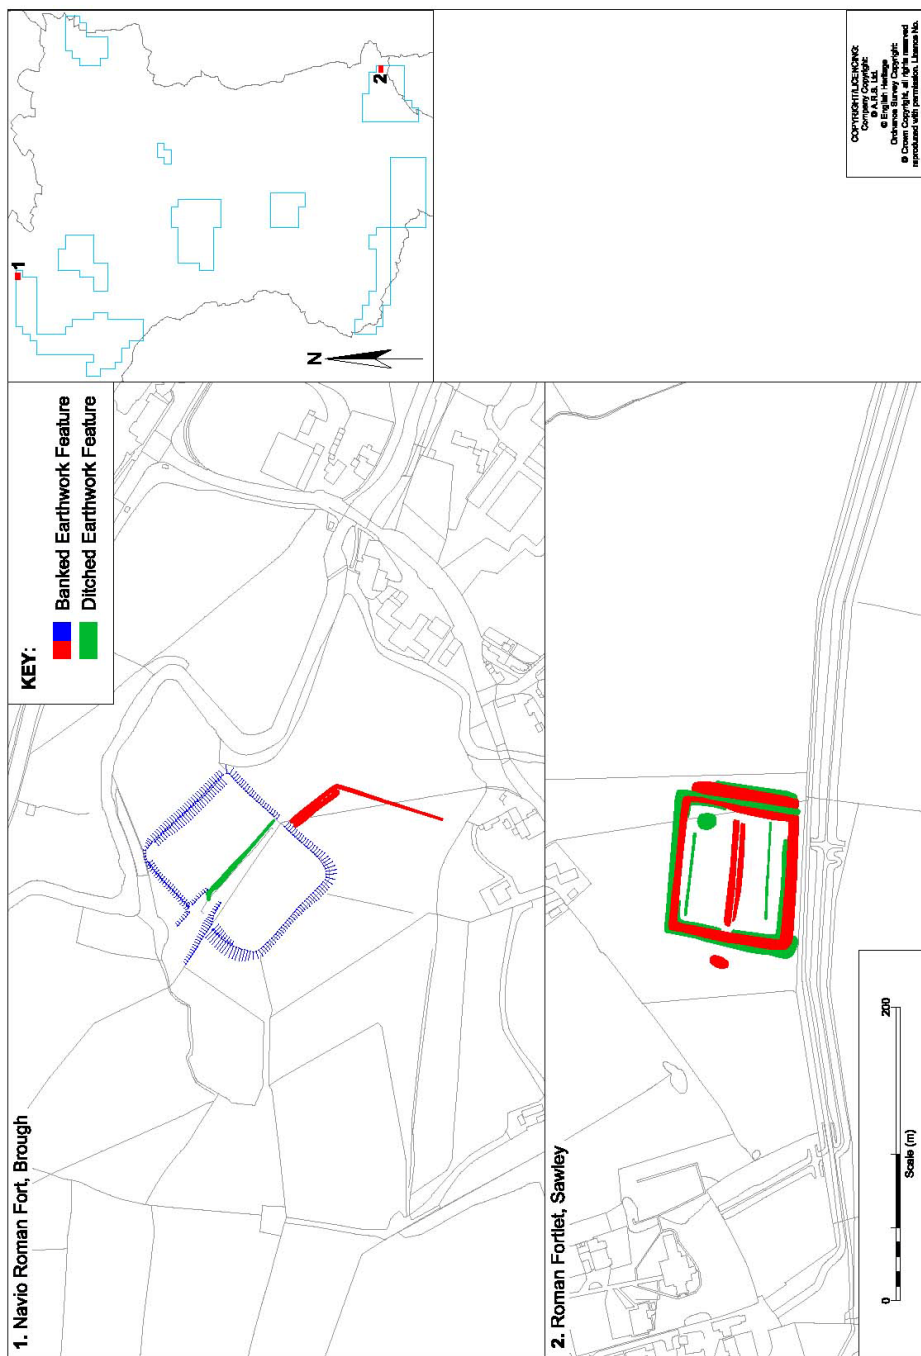 1. Navio Roman Fort, Brough
KEY:
Banked Earthwork Feature
Ditched Earthwork Feature
1
2
N
2. Roman Fortlet, Sawley
0
200
Scale (m)
COPYRIGHT/LICENCING:
Company Copyright:
© A.R.S. Ltd.
© English Heritage
Ordnance Survey Copyright:
© Crown Copyright, all rights reserved
reproduced with permission. Licence No.